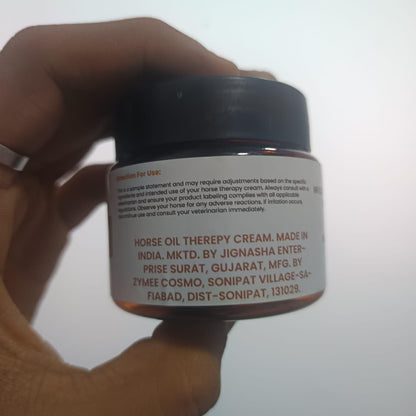 Direction For Use:
This is a sample statement and may require adjustments based on the specific
ingredients and intended use of your horse therapy cream. Always consult with a
veterinarian and ensure your product labeling complies with all applicable
regulations. Observe your horse for any adverse reactions. If irritation occurs,
discontinue use and consult your veterinarian immediately.
HORSE OIL THEREPY CREAM. MADE IN
INDIA. MKTD. BY JIGNASHA ENTER-
PRISE SURAT, GUJARAT, MFG. BY
ZYMEE COSMO, SONIPAT VILLAGE-SA-
FIABAD, DIST-SONIPAT, 131029.